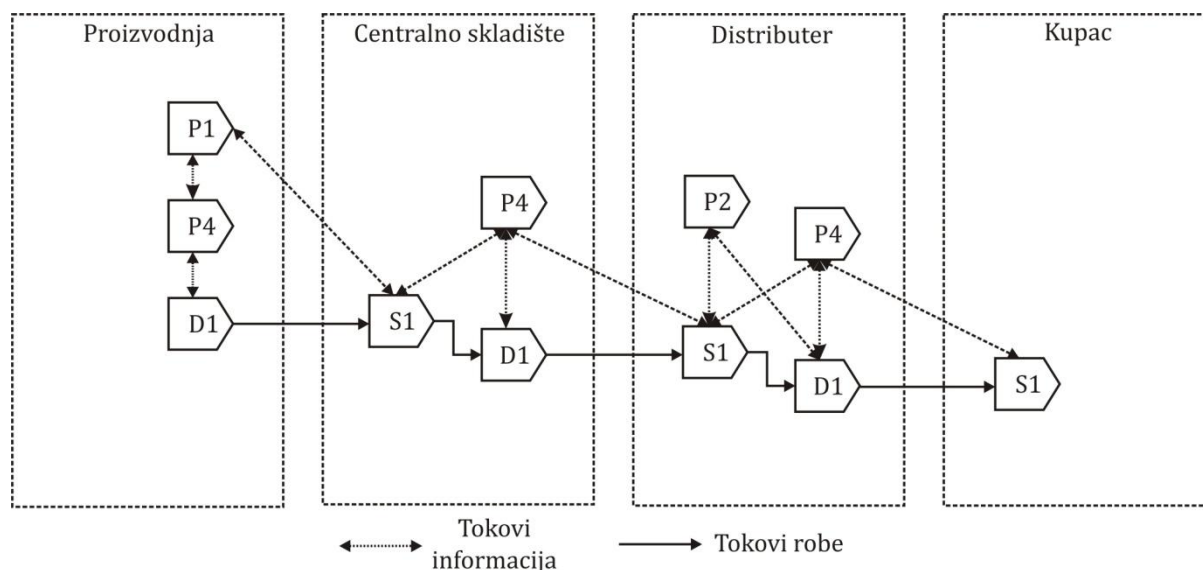 Proizvodnja
Centralno skladište
Distributer
Kupac
P1
P4
D1
P4
S1
D1
P2
P4
S1
D1
S1
Tokovi
informacija
Tokovi robe